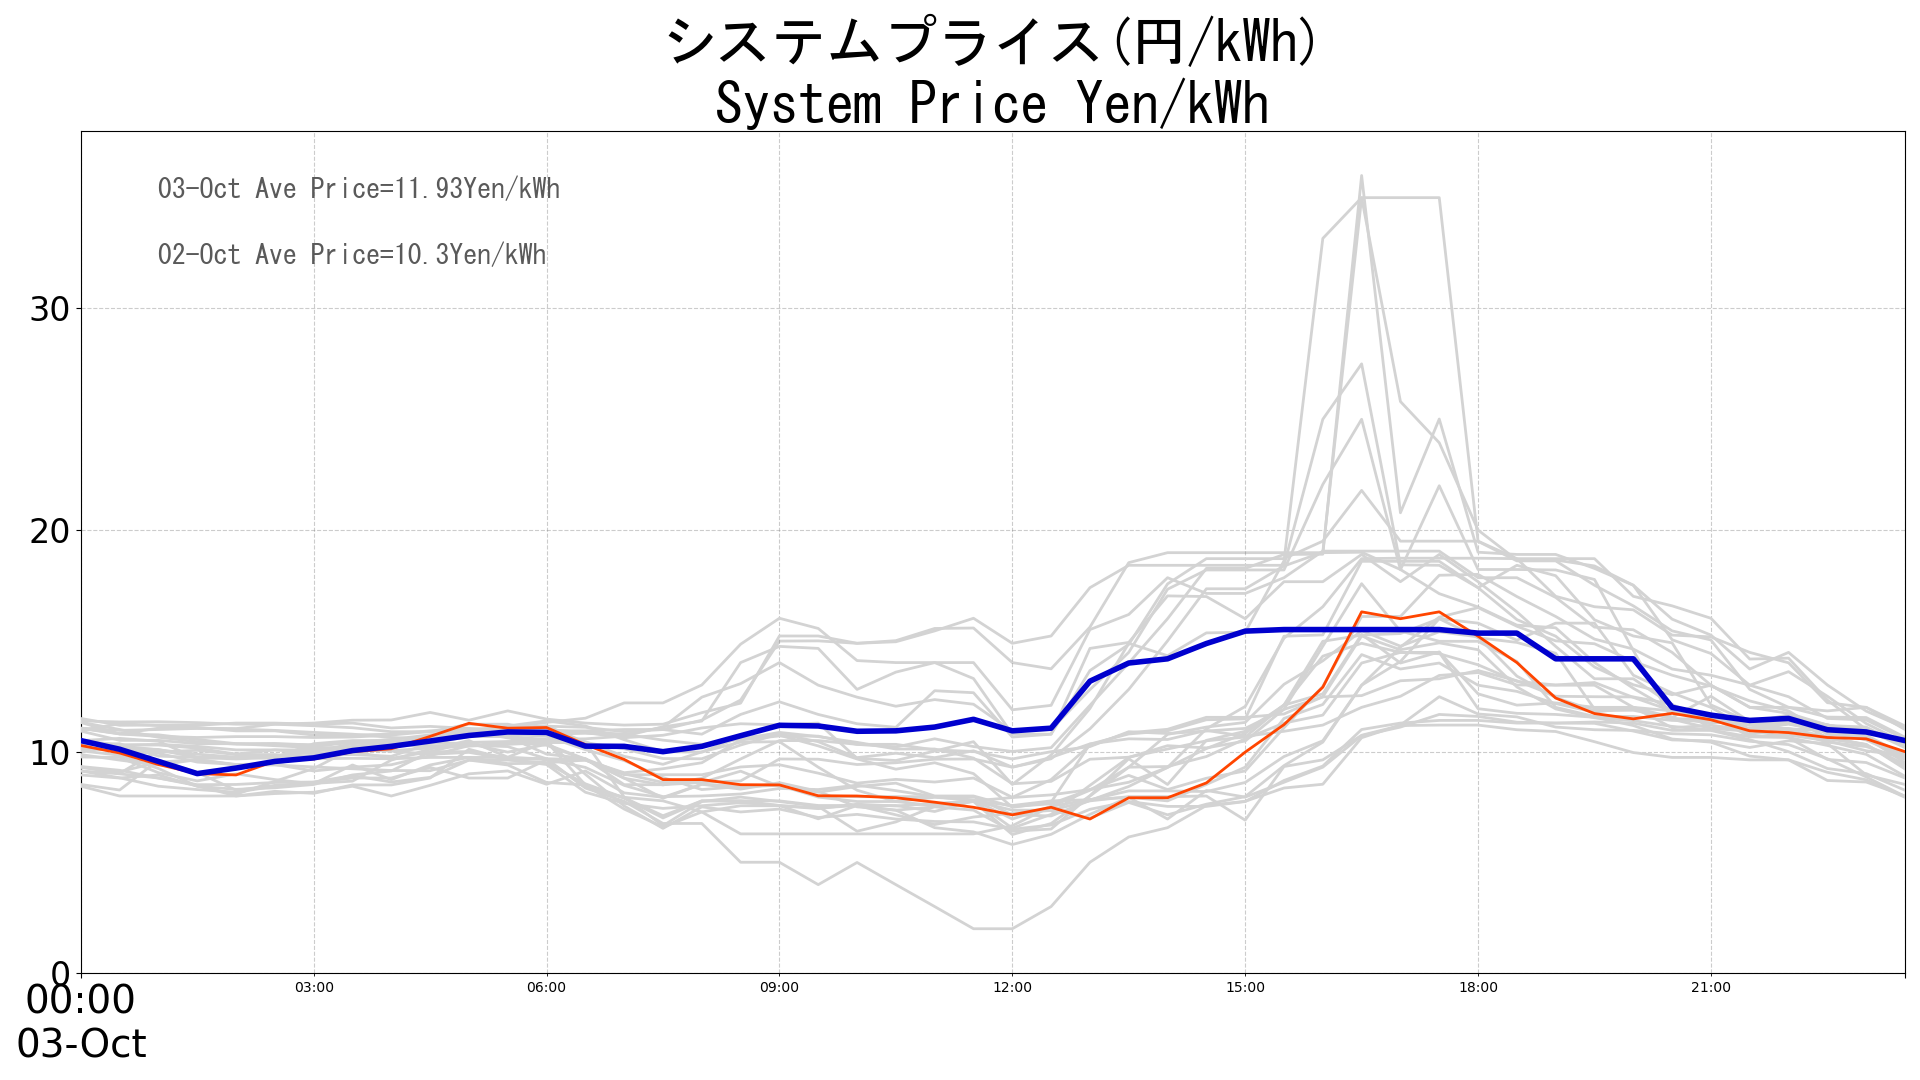 システムプライス(円/kWh)
System Price Yen/kWh
03-Oct Ave Price=11.93Yen/kWh
02-Oct Ave Price=10.3Yen/kWh
30
20
10
0
00:00 03:00 06:00 09:00 12:00 15:00 18:00 21:00
03-Oct